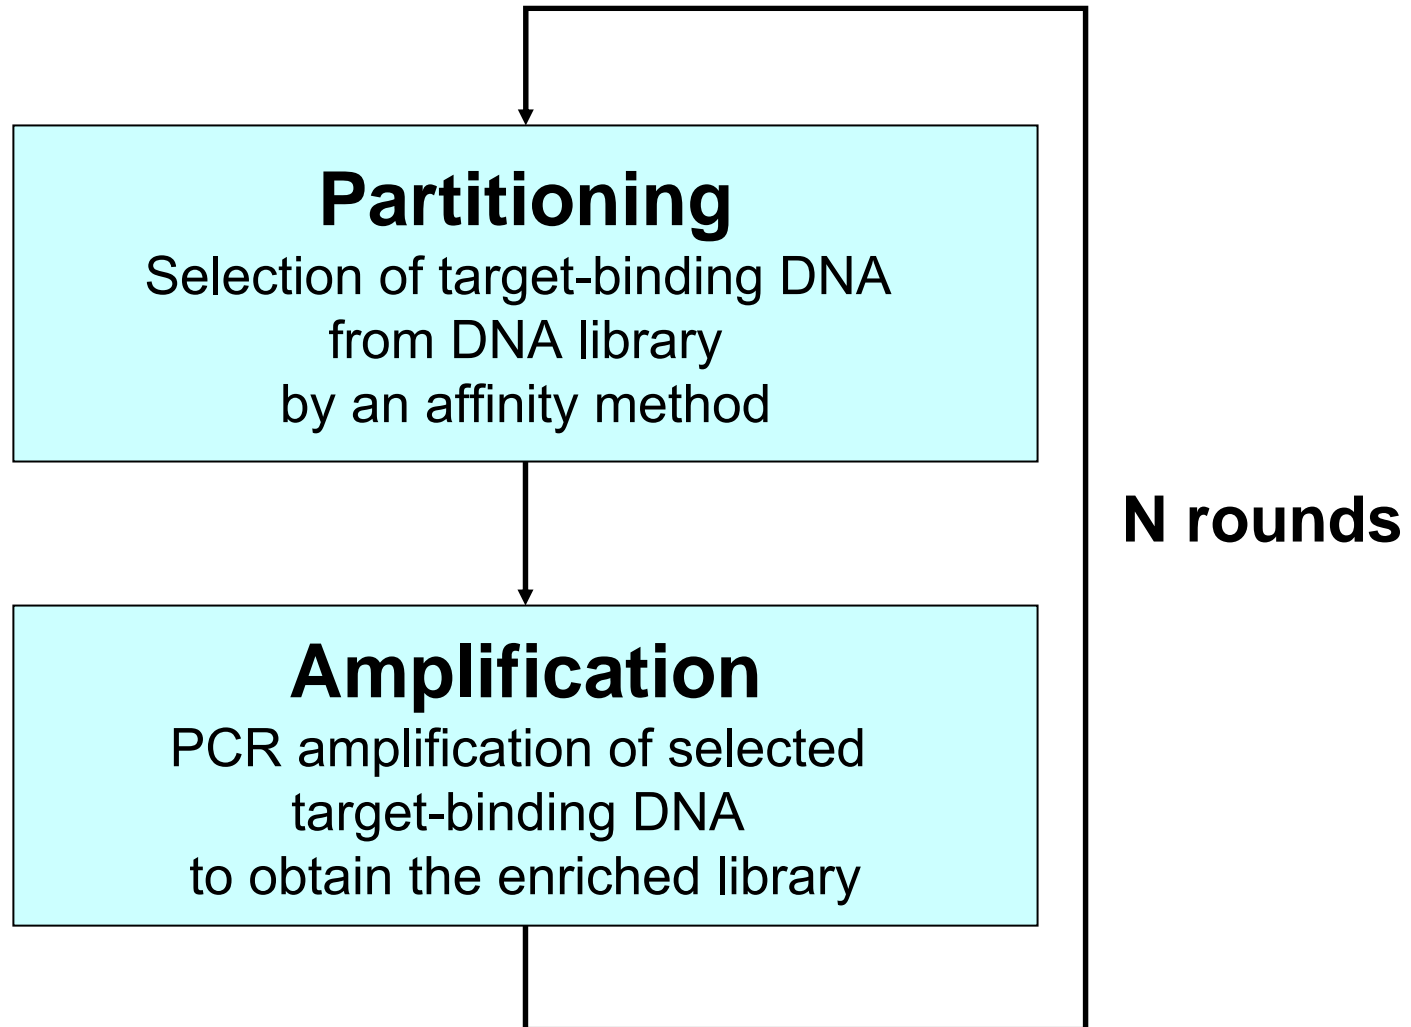 Partitioning
Selection of target-binding DNA
from DNA library
by an affinity method
N rounds
Amplification
PCR amplification of selected
target-binding DNA
to obtain the enriched library